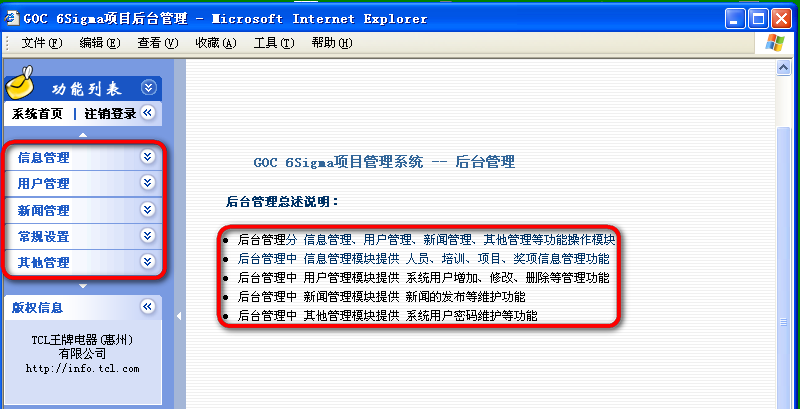 GOC 6Sigma项目后台管理 - Microsoft Internet Explorer
文件(F) 编辑(E) 查看(V) 收藏(A) 工具(T) 帮助(H)
功能列表
系统首页 | 注销登录
信息管理
用户管理
新闻管理
常规设置
其他管理
版权信息
TCL王牌电器(惠州)
有限公司
http://info.tcl.com
GOC 6Sigma项目管理系统 -- 后台管理
后台管理总述说明：
后台管理分 信息管理、用户管理、新闻管理、其他管理等功能操作模块
后台管理中 信息管理模块提供 人员、培训、项目、奖项信息管理功能
后台管理中 用户管理模块提供 系统用户增加、修改、删除等管理功能
后台管理中 新闻管理模块提供 新闻的发布等维护功能
后台管理中 其他管理模块提供 系统用户密码维护等功能